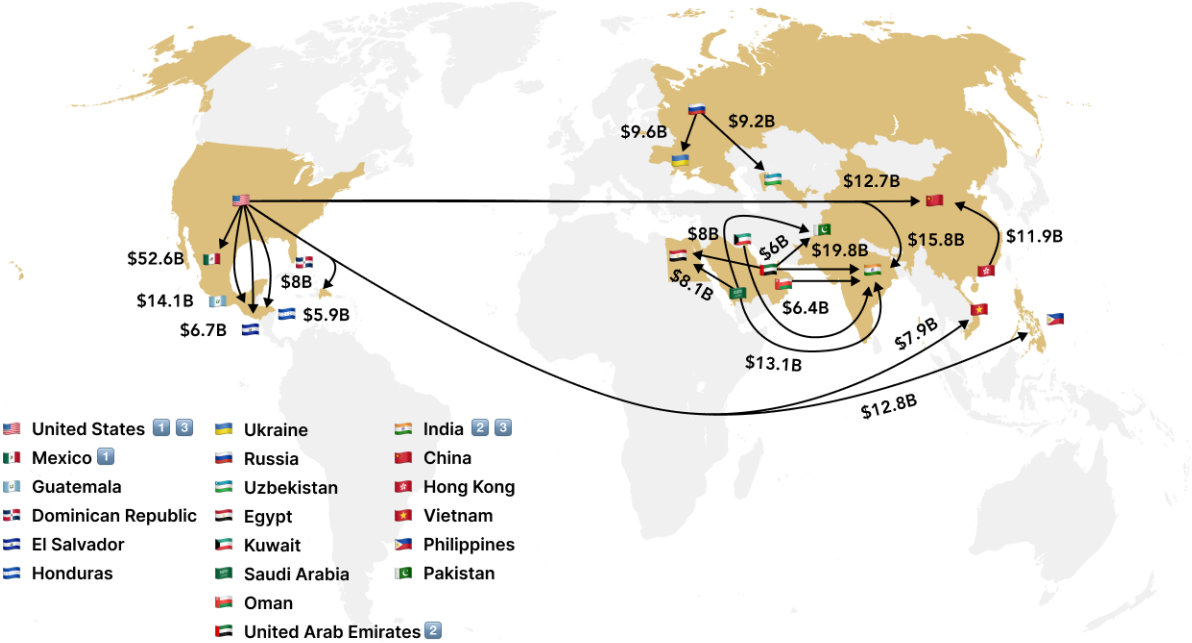 $9.6B
$9.2B
$12.7B
$52.6B
$14.1B
$6.7B
$8B
$5.9B
$8B
$6B
$19.8B
$15.8B
$11.9B
$8.1B
$6.4B
$13.1B
$7.9B
$12.8B
United States 1 3
Mexico 1
Guatemala
Dominican Republic
El Salvador
Honduras
Ukraine
Russia
Uzbekistan
Egypt
Kuwait
Saudi Arabia
Oman
United Arab Emirates 2
India 2 3
China
Hong Kong
Vietnam
Philippines
Pakistan